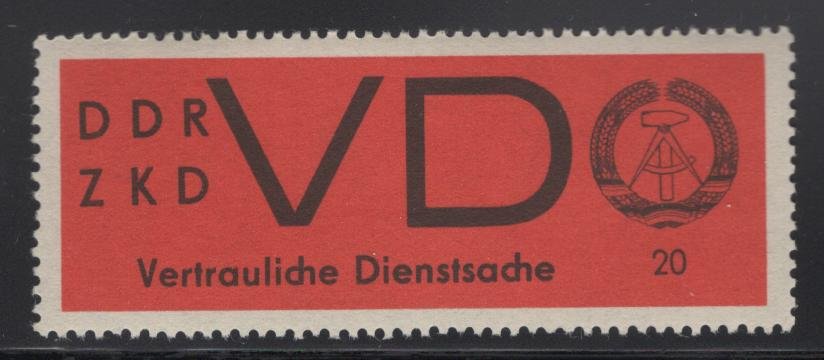 DDR
ZKD
VD
Vertrauliche Dienstsache
20